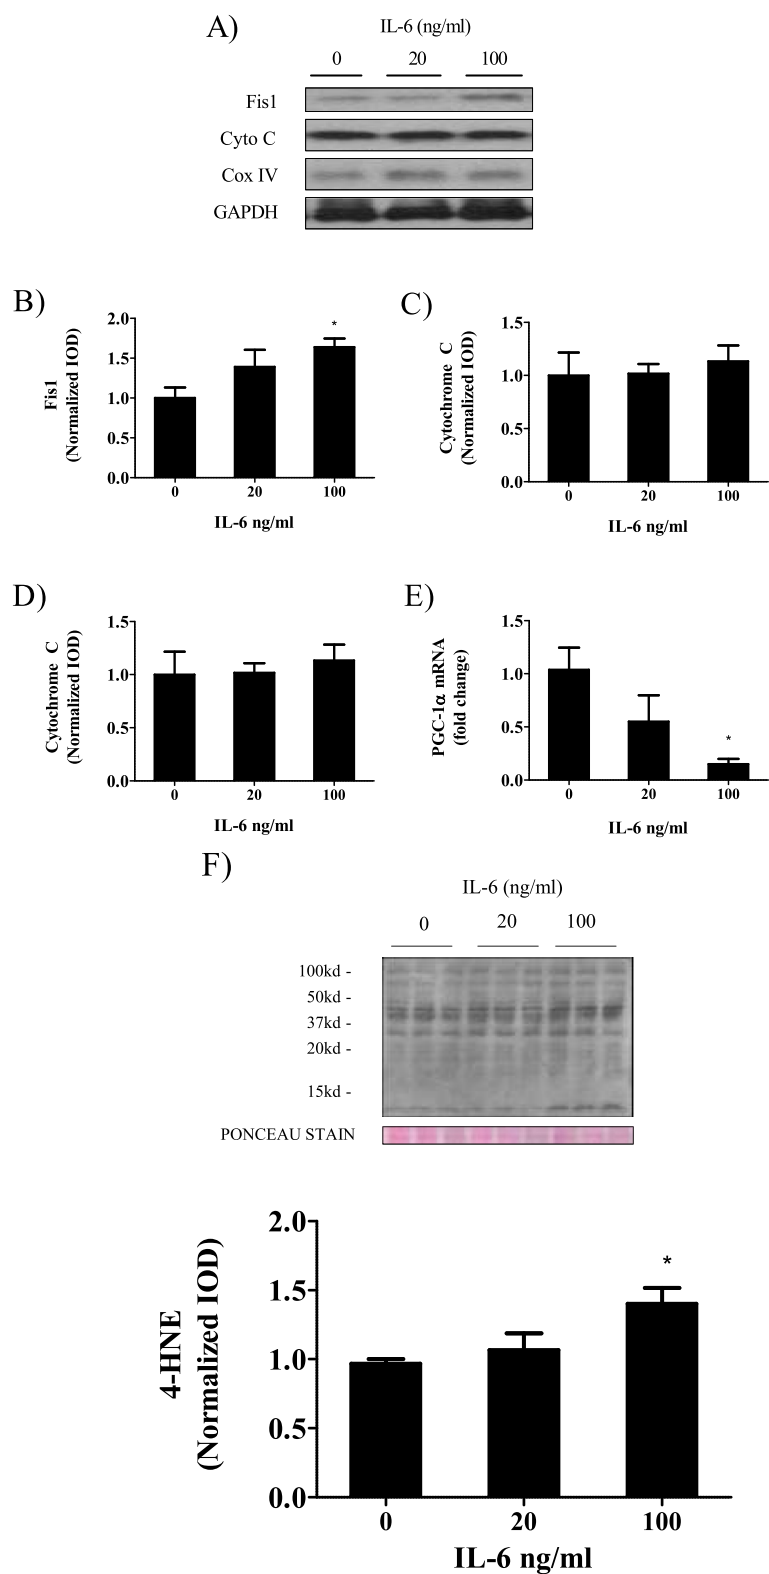 A)
IL-6 (ng/ml)
0 20 100
Fis1
Cyto C
Cox IV
GAPDH
B)
Fis1
(Normalized IOD)
2.0
1.5
1.0
0.5
0.0
*
0 20 100
IL-6 ng/ml
C)
Cytochrome C
(Normalized IOD)
1.5
1.0
0.5
0.0
0 20 100
IL-6 ng/ml
D)
Cytochrome C
(Normalized IOD)
1.5
1.0
0.5
0.0
0 20 100
IL-6 ng/ml
E)
PGC-1α mRNA
(fold change)
1.5
1.0
0.5
0.0
*
0 20 100
IL-6 ng/ml
F)
IL-6 (ng/ml)
0 20 100
100kd -
50kd -
37kd -
20kd -
15kd -
PONCEAU STAIN
4-HNE
(Normalized IOD)
2.0
1.5
1.0
0.5
0.0
*
0 20 100
IL-6 ng/ml